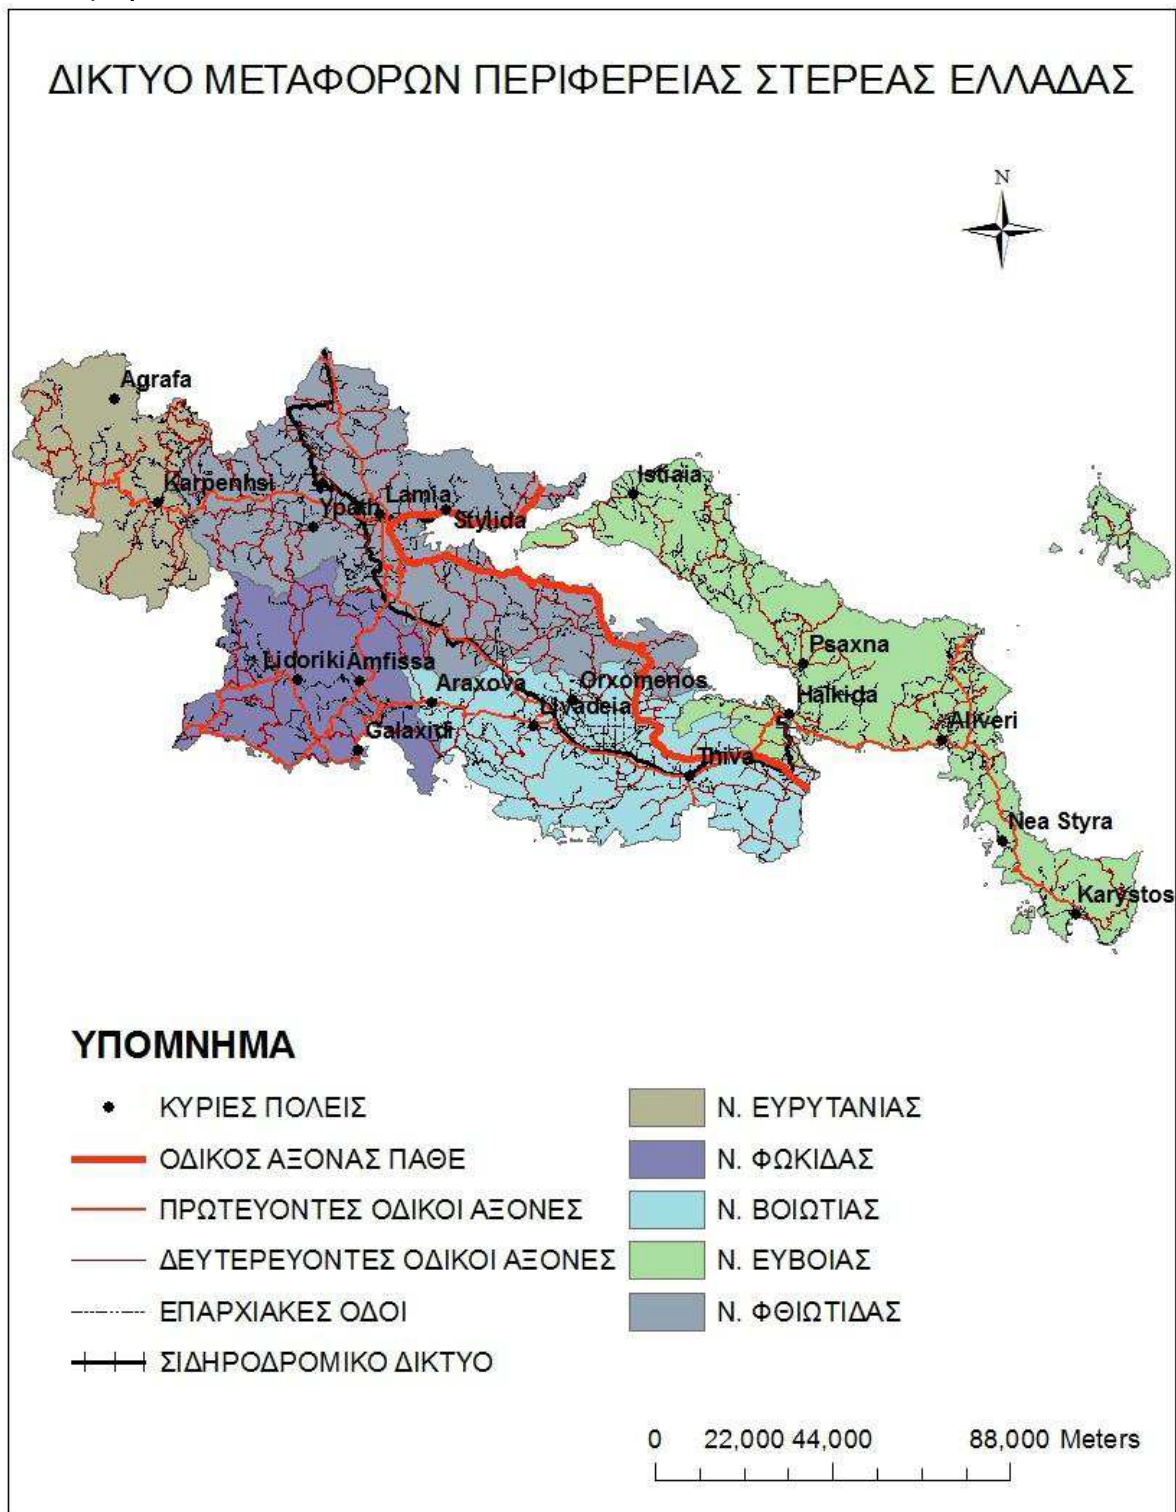 ΔΙΚΤΥΟ ΜΕΤΑΦΟΡΩΝ ΠΕΡΙΦΕΡΕΙΑΣ ΣΤΕΡΕΑΣ ΕΛΛΑΔΑΣ
N
Agrafa
Karpenhsi
Ypath
Lamia
Stylida
Istiaia
Psaxna
Lidoriki
Amfissa
Araxova
Orxomenos
Livadeia
Halkida
Galaxidi
Aliveri
Thiva
Nea Styra
Karystos
ΥΠΟΜΝΗΜΑ
ΚΥΡΙΕΣ ΠΟΛΕΙΣ
ΟΔΙΚΟΣ ΑΞΟΝΑΣ ΠΑΘΕ
ΠΡΩΤΕΥΟΝΤΕΣ ΟΔΙΚΟΙ ΑΞΟΝΕΣ
ΔΕΥΤΕΡΕΥΟΝΤΕΣ ΟΔΙΚΟΙ ΑΞΟΝΕΣ
ΕΠΑΡΧΙΑΚΕΣ ΟΔΟΙ
ΣΙΔΗΡΟΔΡΟΜΙΚΟ ΔΙΚΤΥΟ
Ν. ΕΥΡΥΤΑΝΙΑΣ
Ν. ΦΩΚΙΔΑΣ
Ν. ΒΟΙΩΤΙΑΣ
Ν. ΕΥΒΟΙΑΣ
Ν. ΦΘΙΩΤΙΔΑΣ
0 22,000 44,000 88,000 Meters